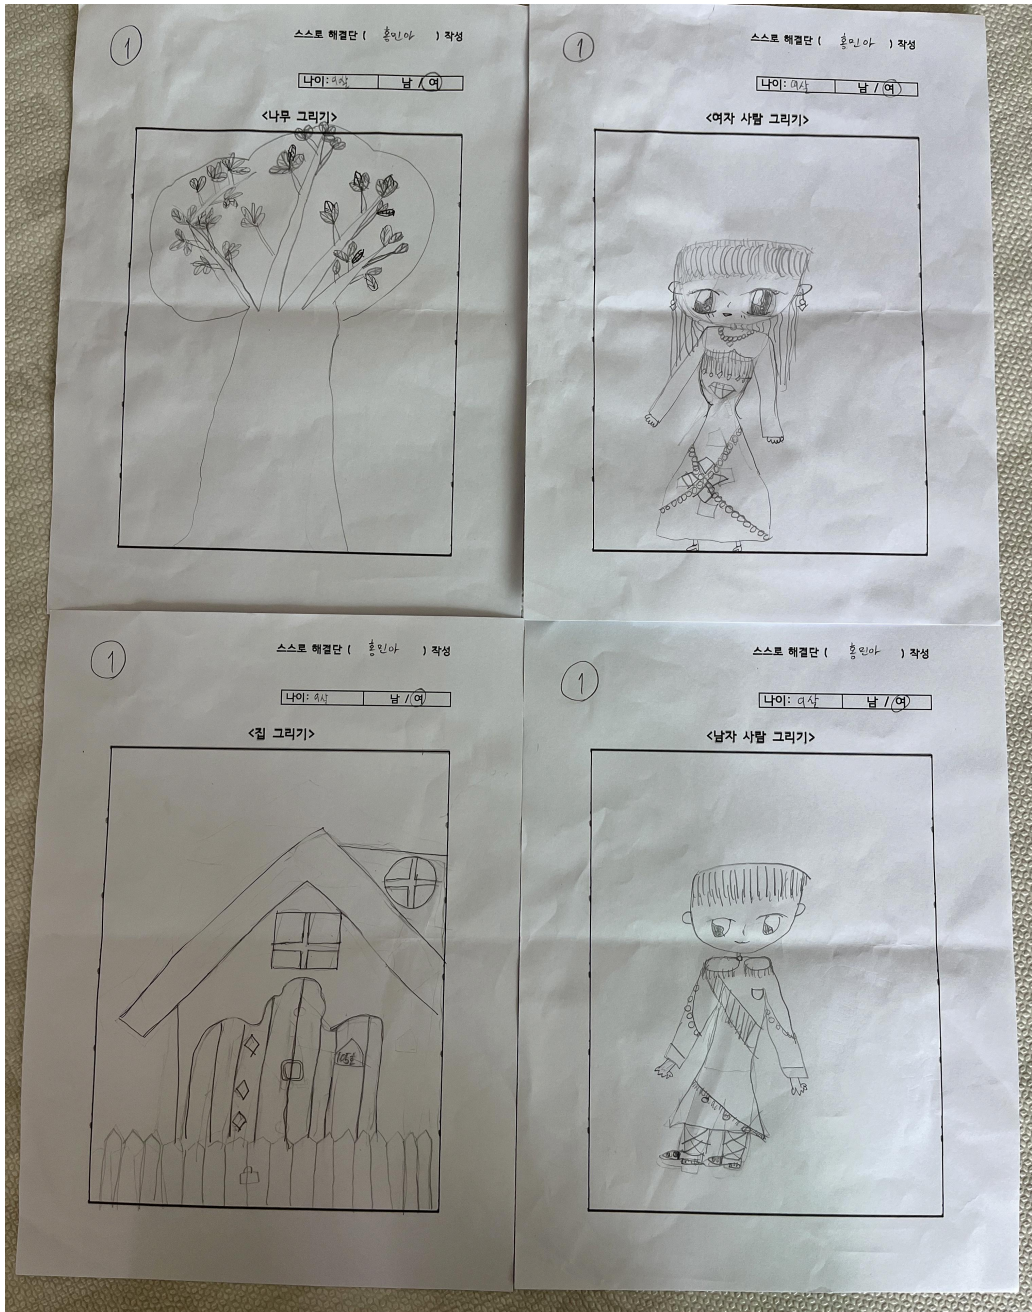 1
스스로 해결단 ( 홍민아 ) 작성
나이: 9살 남 / 여
<나무 그리기>
1
스스로 해결단 ( 홍민아 ) 작성
나이: 9살 남 / 여
<여자 사람 그리기>
1
스스로 해결단 ( 홍민아 ) 작성
나이: 9살 남 / 여
<집 그리기>
1
스스로 해결단 ( 홍민아 ) 작성
나이: 9살 남 / 여
<남자 사람 그리기>